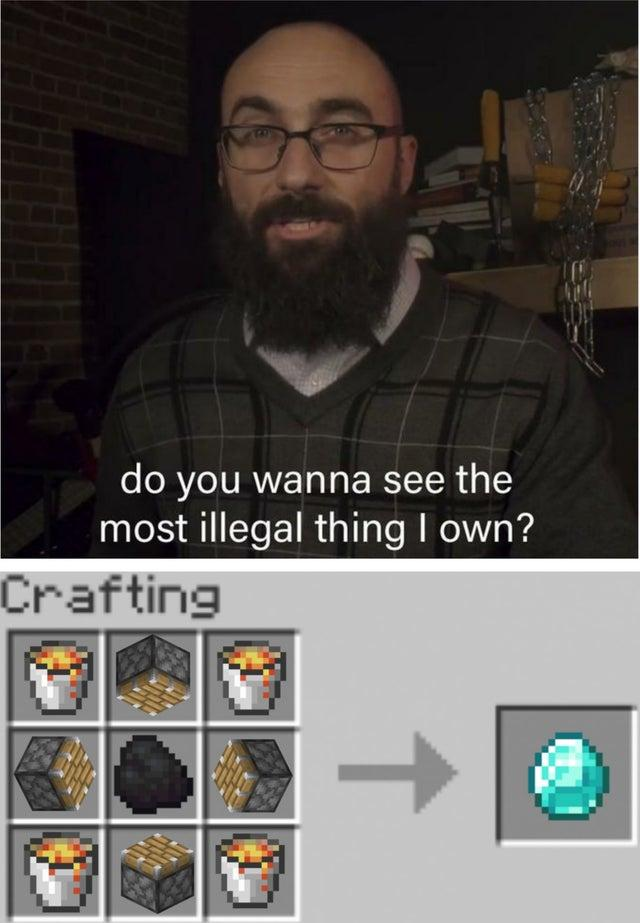 do you wanna see the
most illegal thing I own?
Crafting